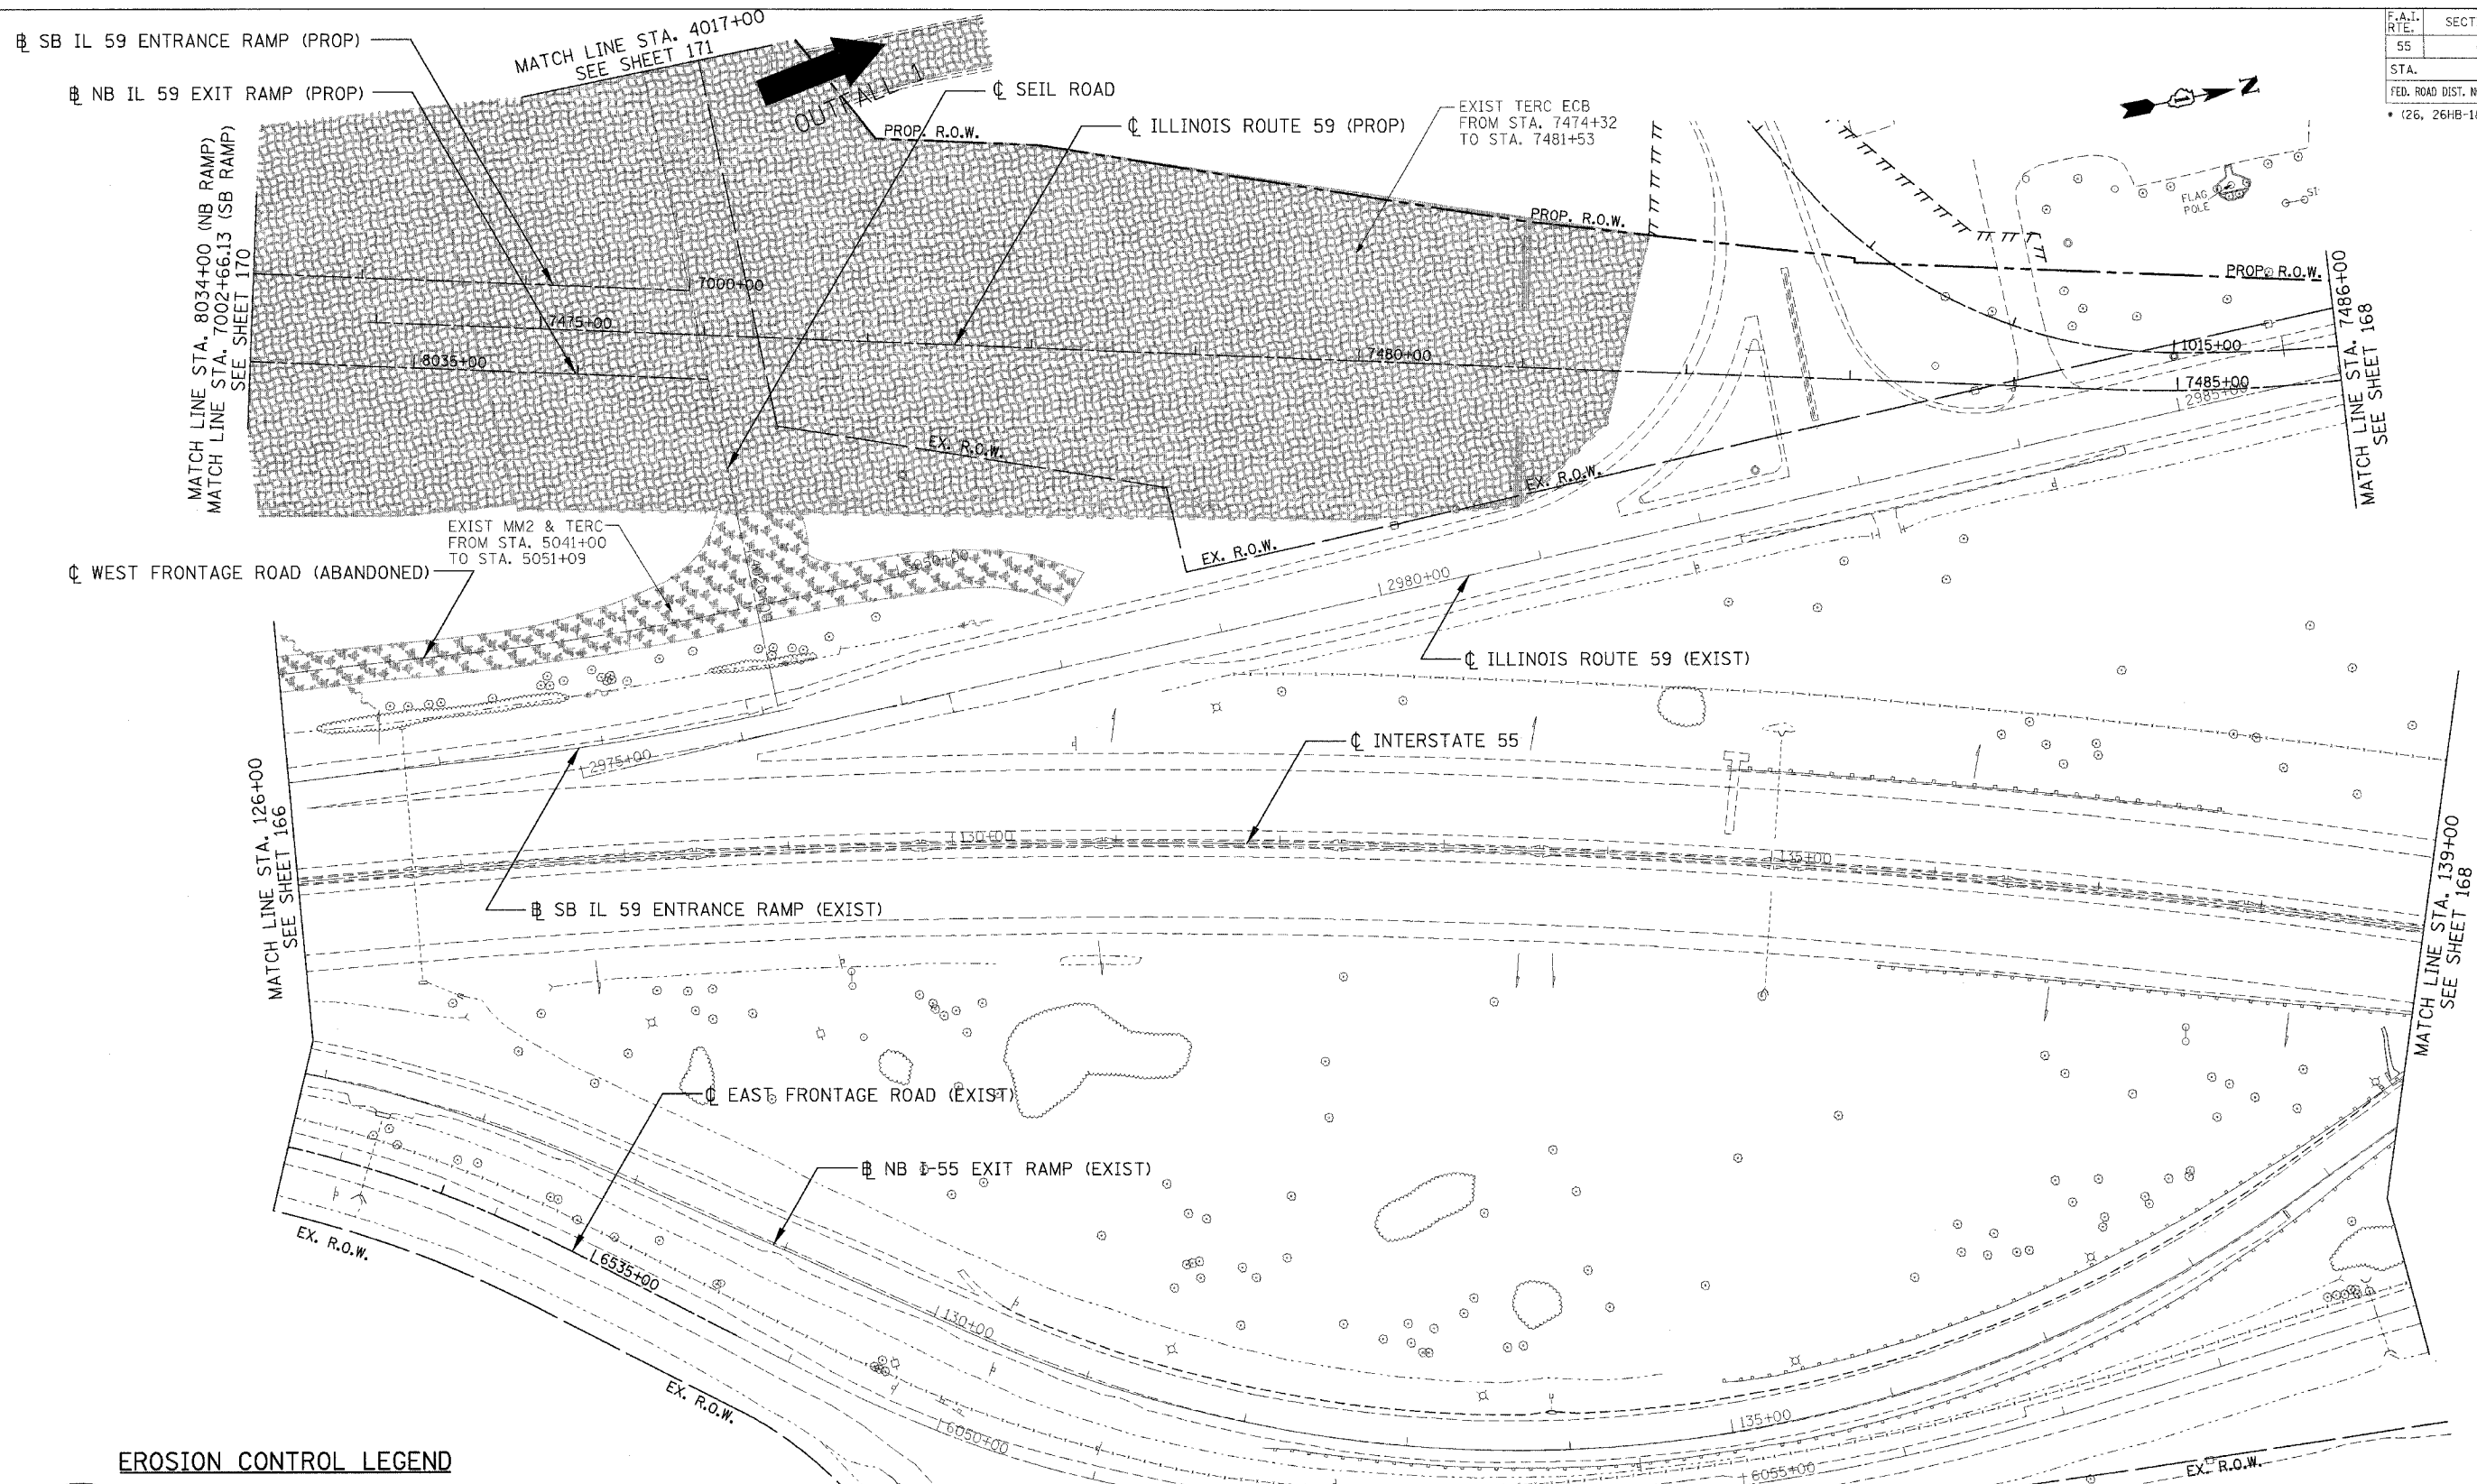 F.A.I.
RTE.
SECT
55
STA.
FED. ROAD DIST. N
* (26, 26HB-1
℄ SEIL ROAD
℄ ILLINOIS ROUTE 59 (PROP)
SB IL 59 ENTRANCE RAMP (PROP)
NB IL 59 EXIT RAMP (PROP)
MATCH LINE STA. 4017+00
SEE SHEET 171
OUTFALL 1
PROP. R.O.W.
EXIST TERC ECB
FROM STA. 7474+32
TO STA. 7481+53
N
FLAG
POLE
PROP. R.O.W.
PROP. R.O.W.
MATCH LINE STA. 8034+00 (NB RAMP)
MATCH LINE STA. 7002+66.13 (SB RAMP)
SEE SHEET 170
7000+00
7475+00
8035+00
7480+00
1015+00
7485+00
2985+00
MATCH LINE STA. 7486+00
SEE SHEET 168
EX. R.O.W.
EX. R.O.W.
EX. R.O.W.
EXIST MM2 & TERC
FROM STA. 5041+00
TO STA. 5051+09
℄ WEST FRONTAGE ROAD (ABANDONED)
5050+00
2980+00
℄ ILLINOIS ROUTE 59 (EXIST)
2975+00
℄ INTERSTATE 55
MATCH LINE STA. 126+00
SEE SHEET 166
130+00
135+00
SB IL 59 ENTRANCE RAMP (EXIST)
MATCH LINE STA. 139+00
SEE SHEET 168
℄ EAST FRONTAGE ROAD (EXIST)
NB I-55 EXIT RAMP (EXIST)
EX. R.O.W.
6535+00
130+00
EX. R.O.W.
6050+00
135+00
6055+00
EX. R.O.W.
EROSION CONTROL LEGEND